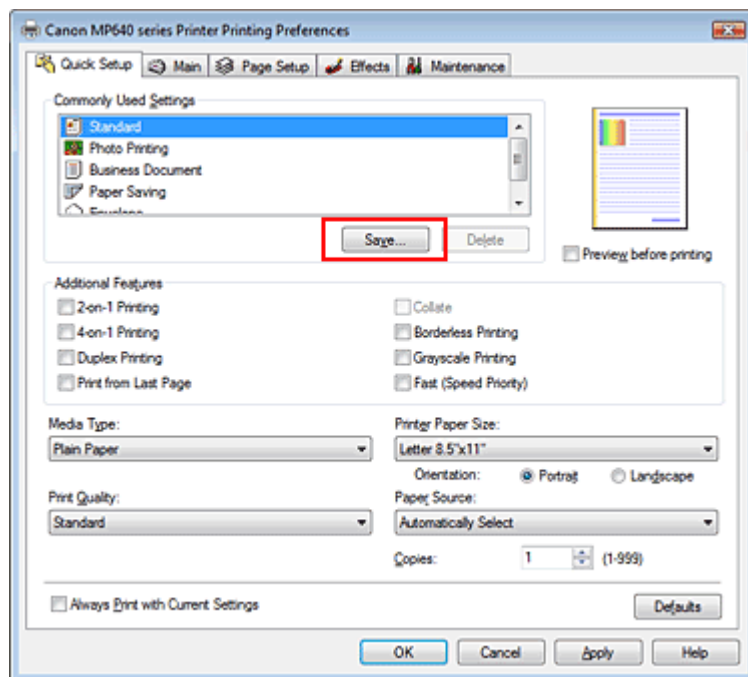 Canon MP640 series Printer Printing Preferences
Quick Setup Main Page Setup Effects Maintenance
Commonly Used Settings
Standard
Photo Printing
Business Document
Paper Saving
Envelope
Save... Delete
Preview before printing
Additional Features
2-on-1 Printing Collate
4-on-1 Printing Borderless Printing
Duplex Printing Grayscale Printing
Print from Last Page Fast (Speed Priority)
Media Type: Printer Paper Size:
Plain Paper Letter 8.5"x11"
Orientation: Portrait Landscape
Print Quality: Paper Source:
Standard Automatically Select
Copies: 1 (1-999)
Always Print with Current Settings Defaults
OK Cancel Apply Help